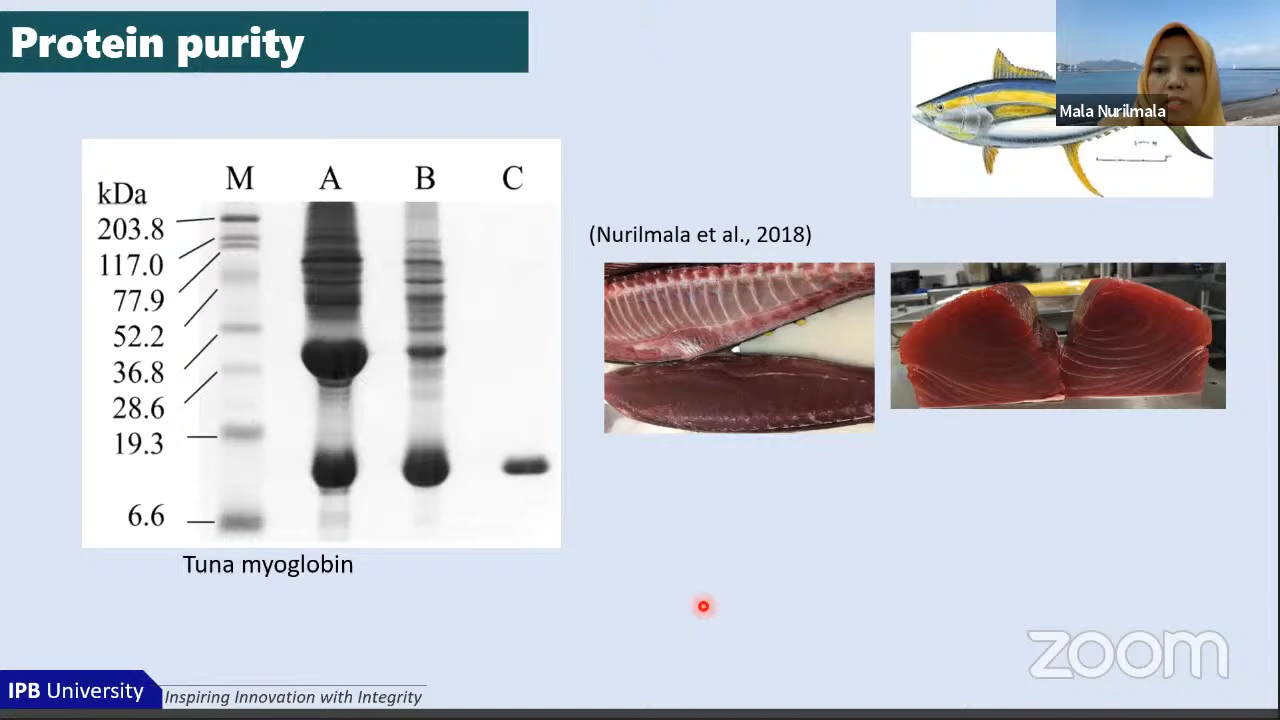 Protein purity
Mala Nurilmala
kDa
M A B C
203.8
117.0
77.9
52.2
36.8
28.6
19.3
6.6
Tuna myoglobin
(Nurilmala et al., 2018)
zoom
IPB University
Inspiring Innovation with Integrity